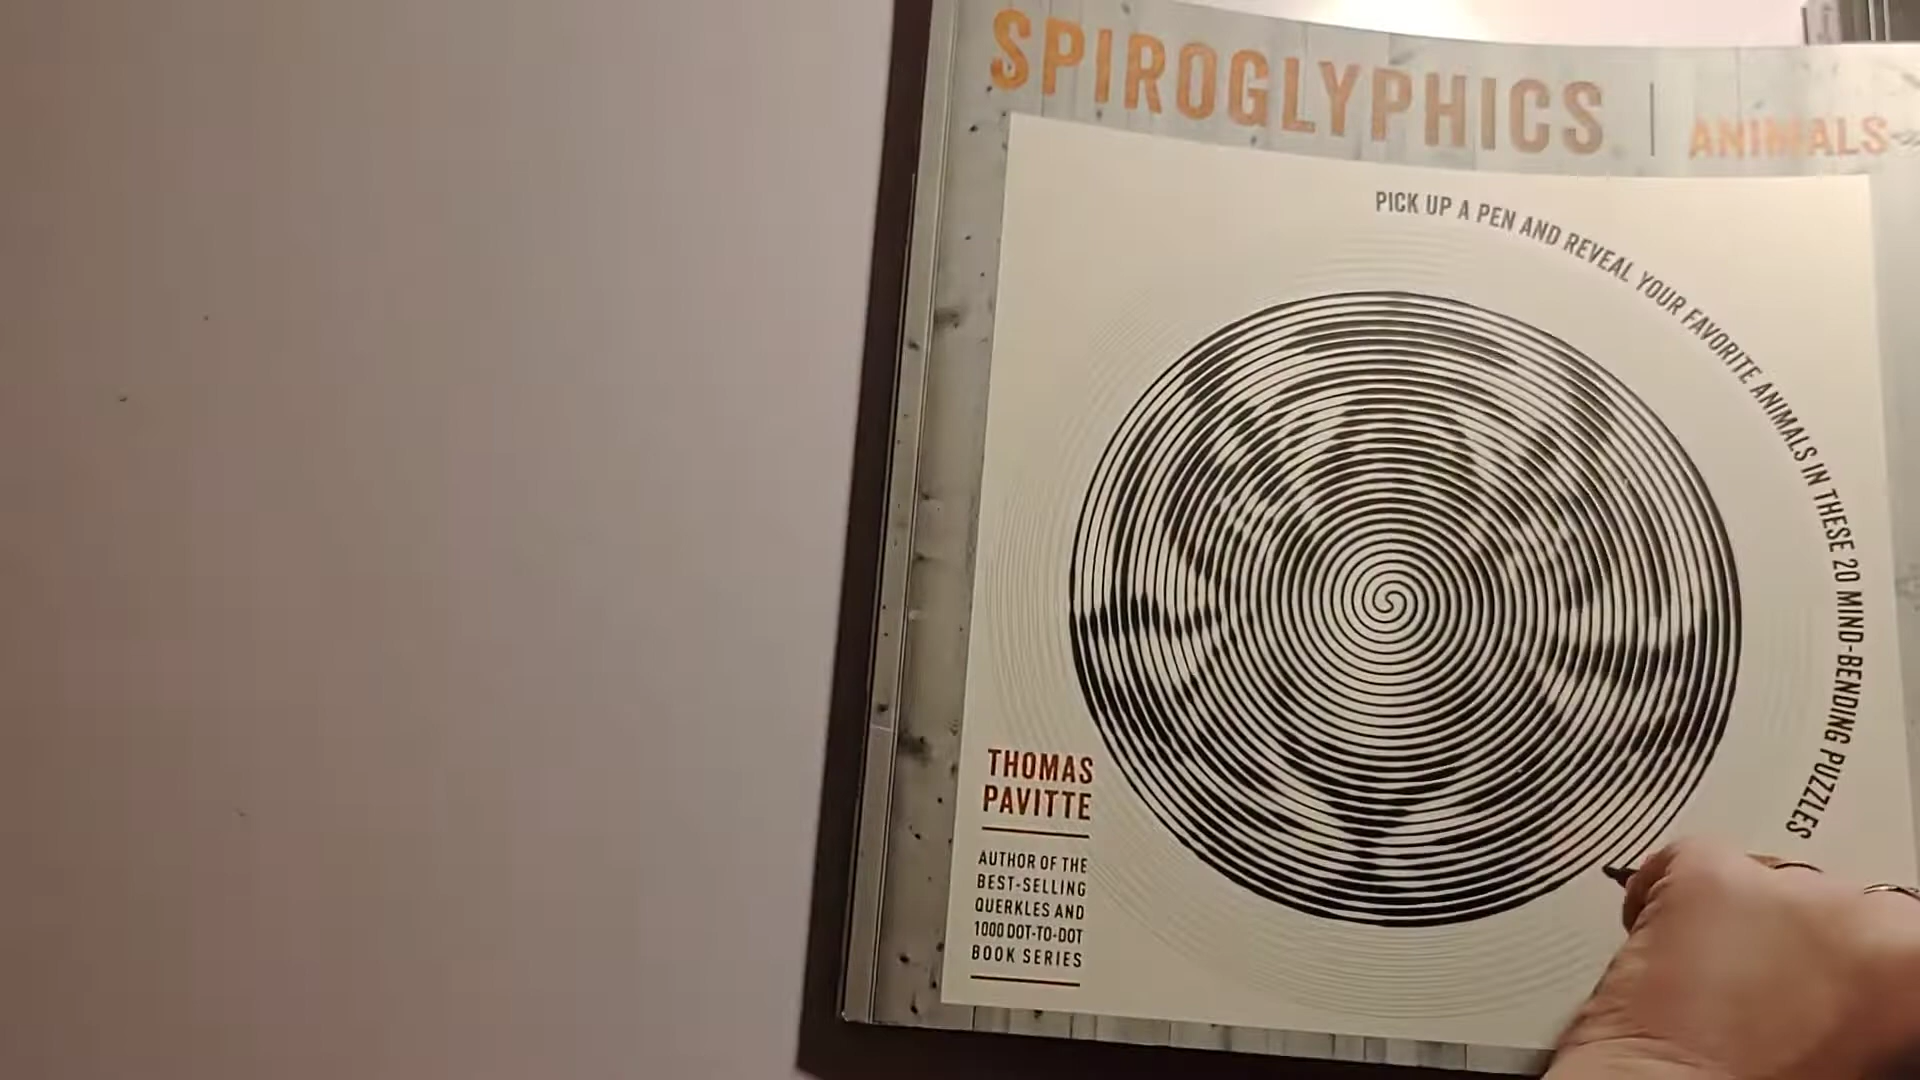 SPIROGLYPHICS | ANIMALS
PICK UP A PEN AND REVEAL YOUR FAVORITE ANIMALS IN THESE 20 MIND-BENDING PUZZLES
THOMAS
PAVITTE
AUTHOR OF THE
BEST-SELLING
QUERKLES AND
1000 DOT-TO-DOT
BOOK SERIES